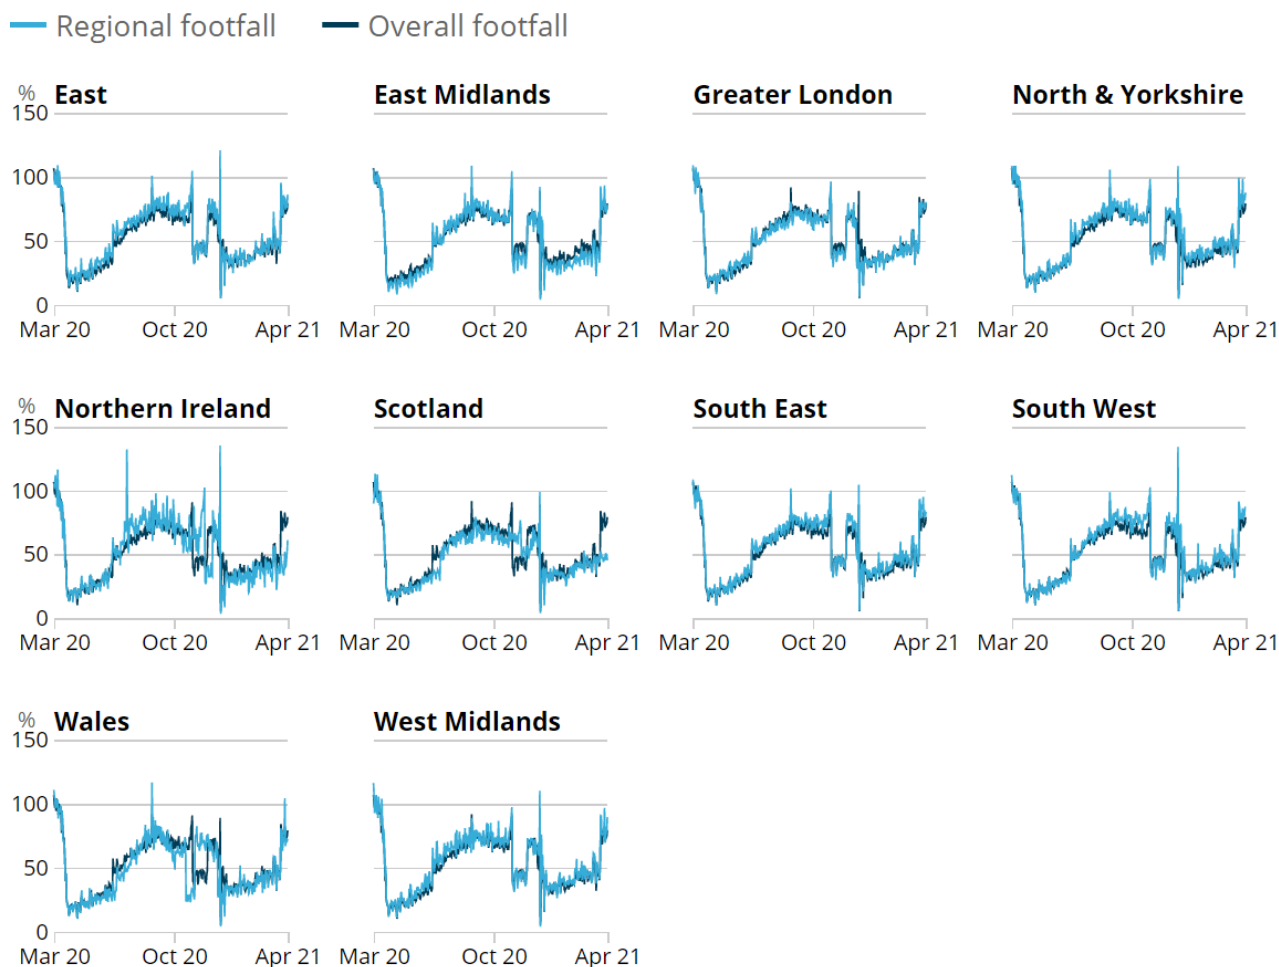 Regional footfall Overall footfall
% East East Midlands Greater London North & Yorkshire
150
100
50
0
Mar 20 Oct 20 Apr 21 Mar 20 Oct 20 Apr 21 Mar 20 Oct 20 Apr 21 Mar 20 Oct 20 Apr 21
% Northern Ireland Scotland South East South West
150
100
50
0
Mar 20 Oct 20 Apr 21 Mar 20 Oct 20 Apr 21 Mar 20 Oct 20 Apr 21 Mar 20 Oct 20 Apr 21
% Wales West Midlands
150
100
50
0
Mar 20 Oct 20 Apr 21 Mar 20 Oct 20 Apr 21